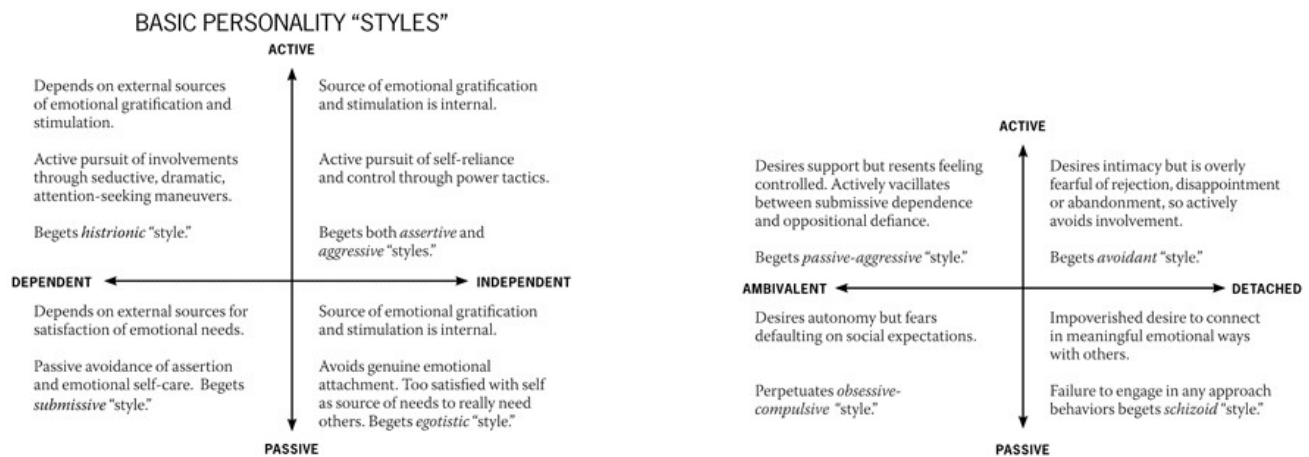 BASIC PERSONALITY “STYLES”
ACTIVE
Depends on external sources
of emotional gratification and
stimulation.
Active pursuit of involvements
through seductive, dramatic,
attention-seeking maneuvers.
Begets histrionic “style.”
Source of emotional gratification
and stimulation is internal.
Active pursuit of self-reliance
and control through power tactics.
Begets both assertive and
aggressive “styles.”
DEPENDENT
INDEPENDENT
Depends on external sources for
satisfaction of emotional needs.
Passive avoidance of assertion
and emotional self-care. Begets
submissive “style.”
Source of emotional gratification
and stimulation is internal.
Avoids genuine emotional
attachment. Too satisfied with self
as source of needs to really need
others. Begets egotistic “style.”
PASSIVE
ACTIVE
Desires support but resents feeling
controlled. Actively vacillates
between submissive dependence
and oppositional defiance.
Begets passive-aggressive “style.”
Desires intimacy but is overly
fearful of rejection, disappointment
or abandonment, so actively
avoids involvement.
Begets avoidant “style.”
AMBIVALENT
DETACHED
Desires autonomy but fears
defaulting on social expectations.
Perpetuates obsessive-
compulsive “style.”
Impoverished desire to connect
in meaningful emotional ways
with others.
Failure to engage in any approach
behaviors begets schizoid “style.”
PASSIVE